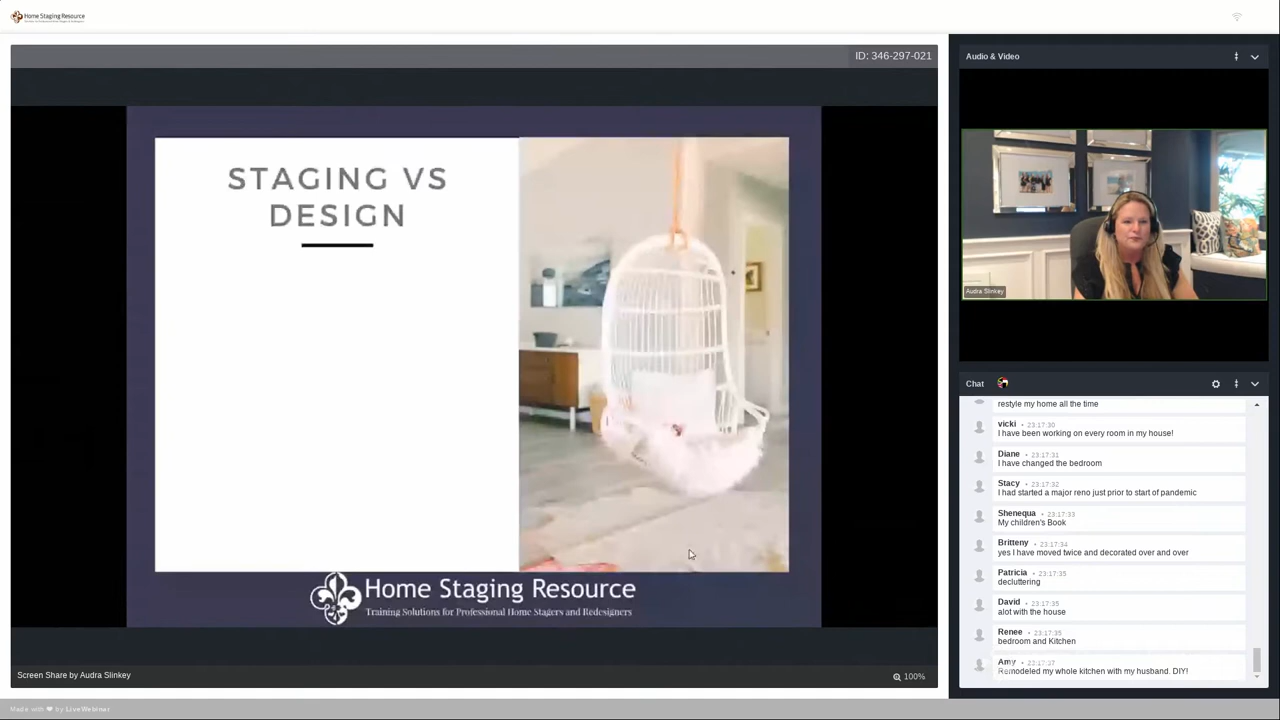 Home Staging Resource
ID: 346-297-021
Audio & Video
STAGING VS
DESIGN
Audra Slinkey
Chat
restyle my home all the time
vicki • 23:17:30
I have been working on every room in my house!
Diane • 23:17:31
I have changed the bedroom
Stacy • 23:17:32
I had started a major reno just prior to start of pandemic
Shenequa • 23:17:33
My children's Book
Britteny • 23:17:34
yes I have moved twice and decorated over and over
Patricia • 23:17:35
decluttering
David • 23:17:35
alot with the house
Renee • 23:17:35
bedroom and Kitchen
Amy • 23:17:37
Remodeled my whole kitchen with my husband. DIY!
Home Staging Resource
Training Solutions for Professional Home Stagers and Redesigners
Screen Share by Audra Slinkey
100%
Made with ❤ by LiveWebinar